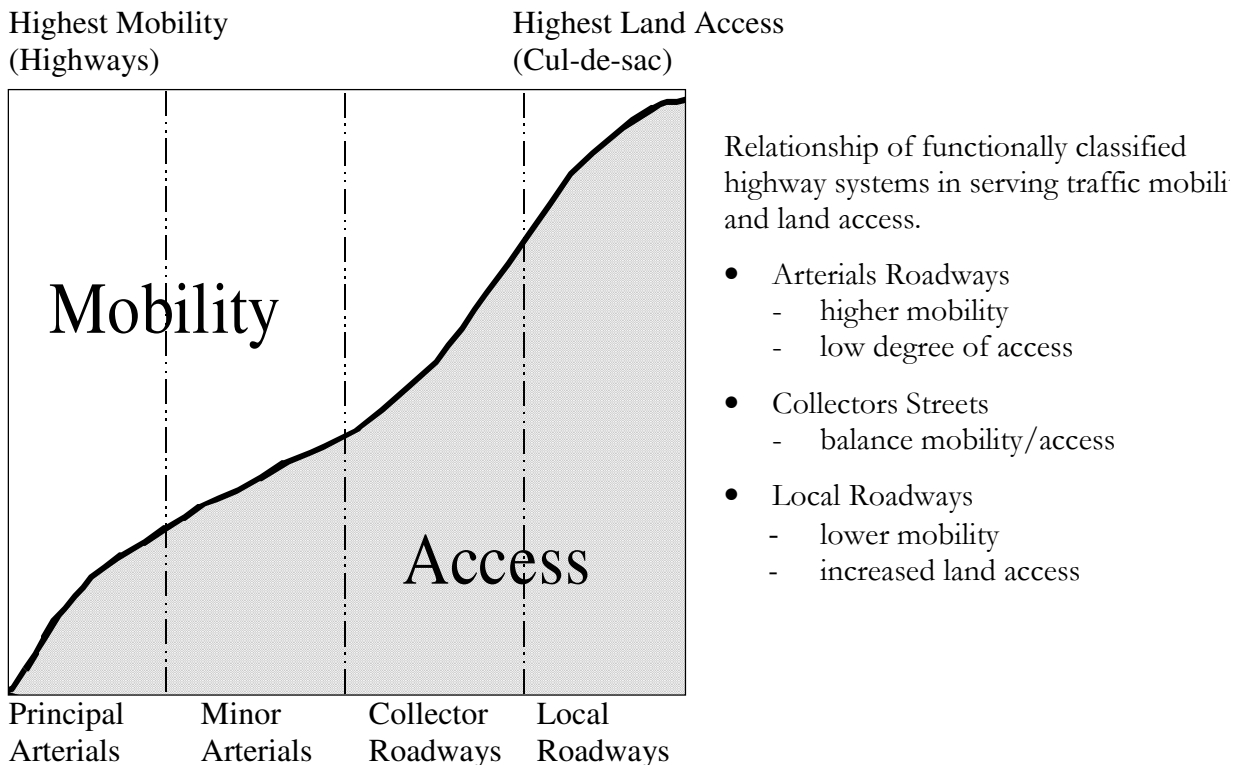 Highest Mobility
(Highways)
Highest Land Access
(Cul-de-sac)
Mobility
Access
Principal
Arterials
Minor
Arterials
Collector
Roadways
Local
Roadways
Relationship of functionally classified
highway systems in serving traffic mobili
and land access.
• Arterials Roadways
- higher mobility
- low degree of access
• Collectors Streets
- balance mobility/access
• Local Roadways
- lower mobility
- increased land access